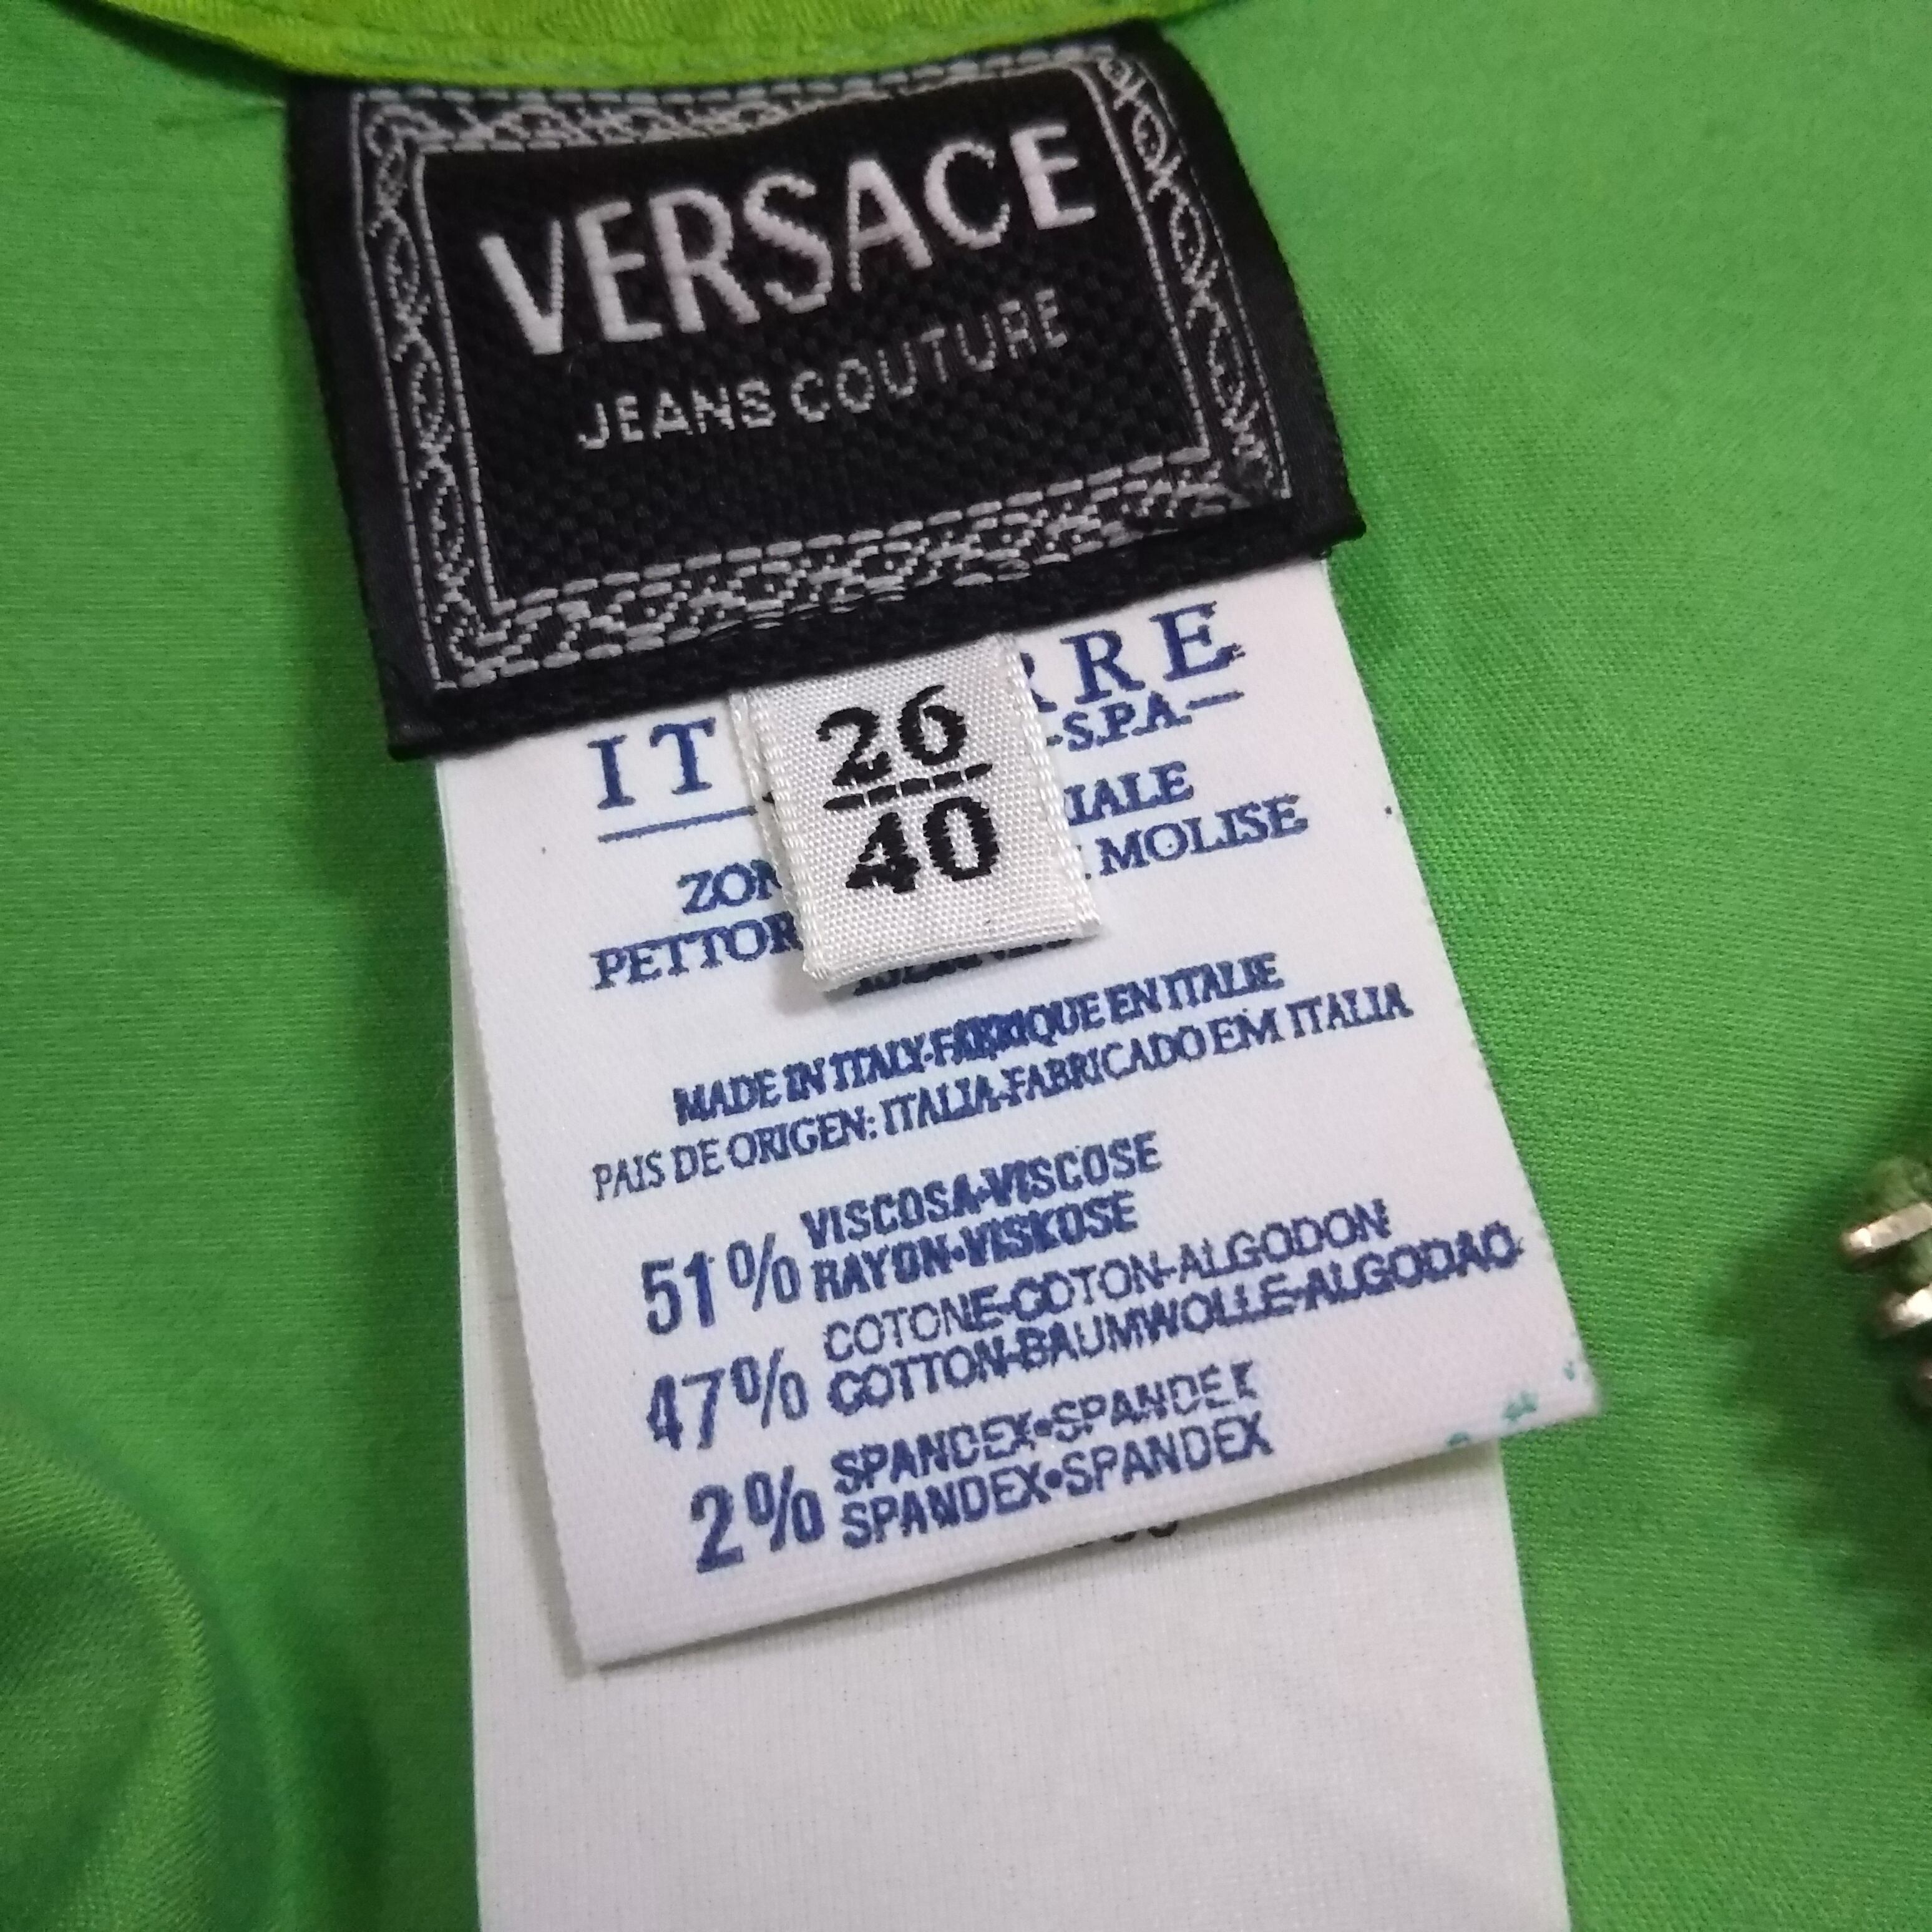 VERSACE
JEANS COUTURE
26
40
IT RRE
S.P.A.
IALE
ZON MOLISE
PETTOR
MADE IN ITALY-FABRIQUE EN ITALIE
PAIS DE ORIGEN: ITALIA-FABRICADO EM ITALIA
51% VISCOSA-VISCOSE
RAYON-VISKOSE
47% COTONE-COTON-ALGODON
COTTON-BAUMWOLLE-ALGODAO
2% SPANDEX•SPANDEX
SPANDEX•SPANDEX